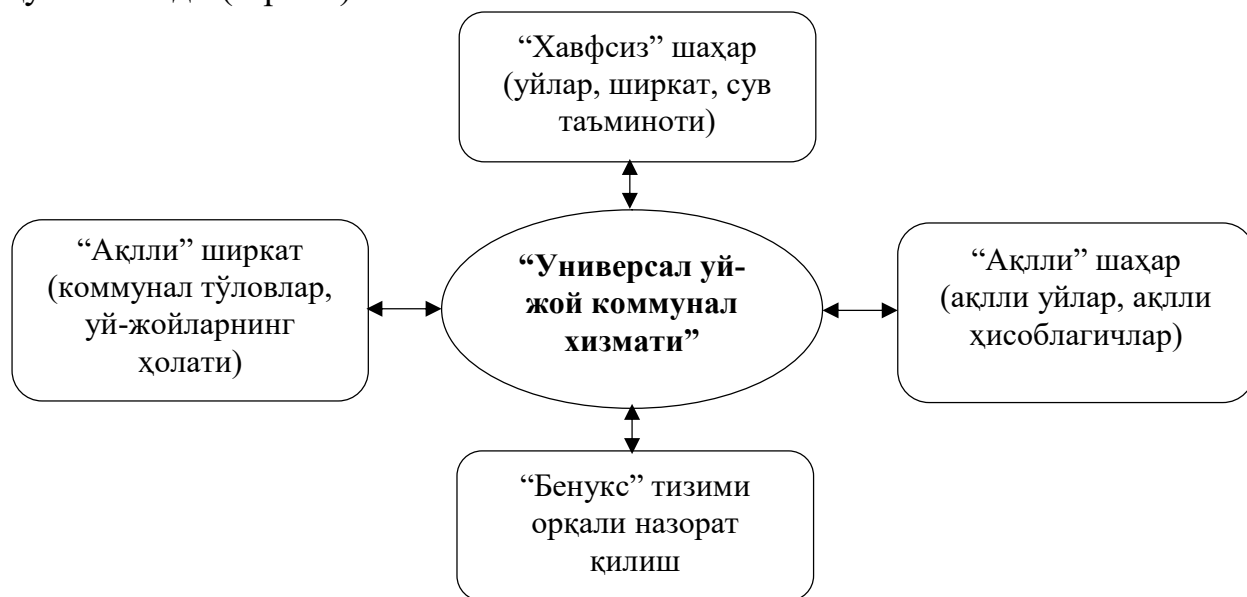 “Хавфсиз” шаҳар
(уйлар, ширкат, сув
таъминоти)
“Ақлли” ширкат
(коммунал тўловлар,
уй-жойларнинг
ҳолати)
“Универсал уй-
жой коммунал
хизмати”
“Ақлли” шаҳар
(ақлли уйлар, ақлли
ҳисоблагичлар)
“Бенукс” тизими
орқали назорат
қилиш